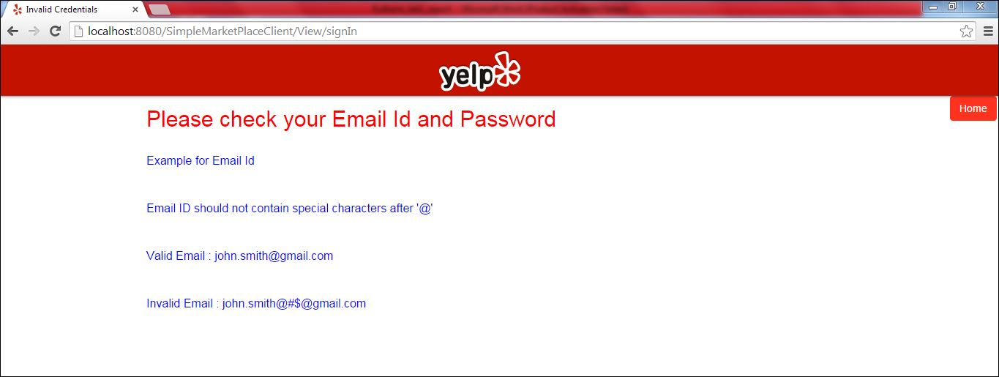 Invalid Credentials
localhost:8080/SimpleMarketPlaceClient/View/signIn
yelp
Home
Please check your Email Id and Password
Example for Email Id
Email ID should not contain special characters after '@'
Valid Email : john.smith@gmail.com
Invalid Email : john.smith@#$@gmail.com